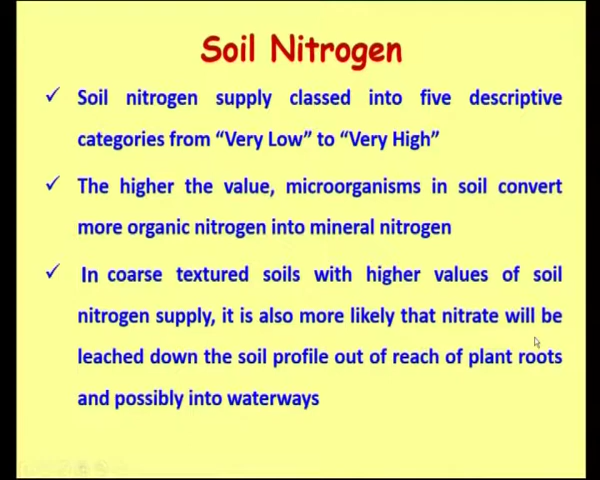 Soil Nitrogen
✓ Soil nitrogen supply classed into five descriptive
categories from “Very Low” to “Very High”
✓ The higher the value, microorganisms in soil convert
more organic nitrogen into mineral nitrogen
✓ In coarse textured soils with higher values of soil
nitrogen supply, it is also more likely that nitrate will be
leached down the soil profile out of reach of plant roots
and possibly into waterways